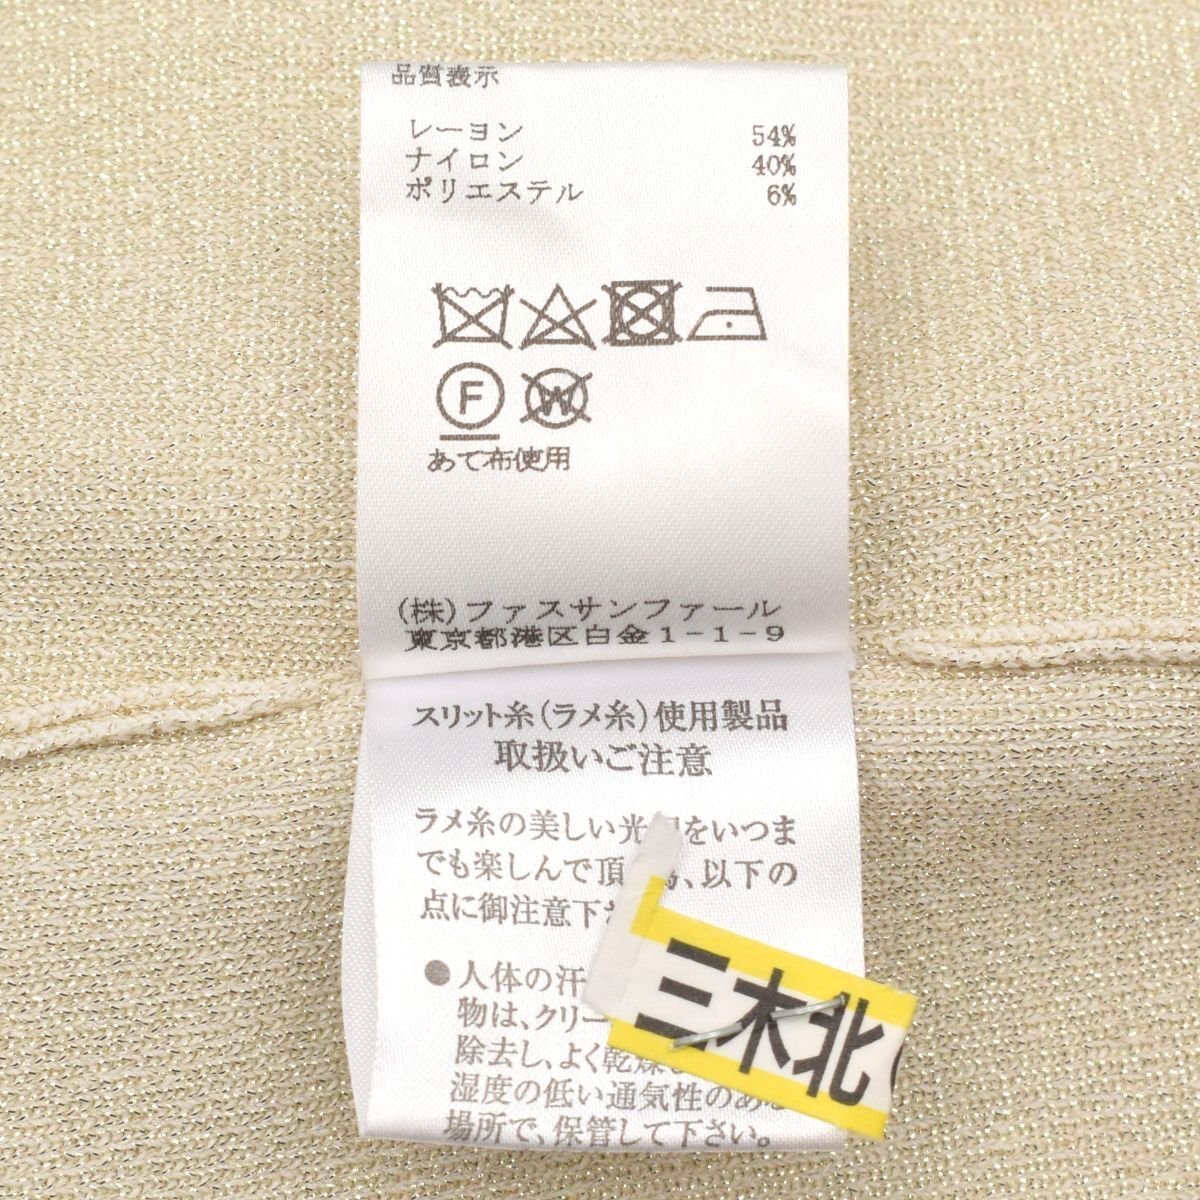 品質表示
レーヨン 54%
ナイロン 40%
ポリエステル 6%
F W
あて布使用
(株)ファスサンファール
東京都港区白金1-1-9
スリット糸(ラメ糸)使用製品
取扱いご注意
ラメ糸の美しい光 をいつま
でも楽しんで頂 、以下の
点に御注意下
●人体の汗
物は、クリー
除去し、よく乾燥
湿度の低い通気性のある
場所で、保管して下さい。
三木北